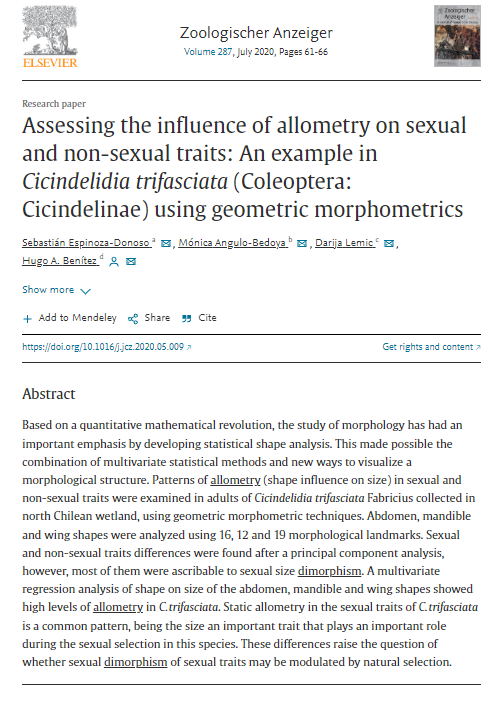 ELSEVIER
Zoologischer Anzeiger
Volume 287, July 2020, Pages 61-66
Zoologischer
Anzeiger
Research paper
Assessing the influence of allometry on sexual
and non-sexual traits: An example in
Cicindelidia trifasciata (Coleoptera:
Cicindelinae) using geometric morphometrics
Sebastián Espinoza-Donoso a, Mónica Angulo-Bedoya b, Darija Lemic c,
Hugo A. Benítez d
Show more
Add to Mendeley Share Cite
https://doi.org/10.1016/j.jcz.2020.05.009 Get rights and content
Abstract
Based on a quantitative mathematical revolution, the study of morphology has had an
important emphasis by developing statistical shape analysis. This made possible the
combination of multivariate statistical methods and new ways to visualize a
morphological structure. Patterns of allometry (shape influence on size) in sexual and
non-sexual traits were examined in adults of Cicindelidia trifasciata Fabricius collected in
north Chilean wetland, using geometric morphometric techniques. Abdomen, mandible
and wing shapes were analyzed using 16, 12 and 19 morphological landmarks. Sexual
and non-sexual traits differences were found after a principal component analysis,
however, most of them were ascribable to sexual size dimorphism. A multivariate
regression analysis of shape on size of the abdomen, mandible and wing shapes showed
high levels of allometry in C.trifasciata. Static allometry in the sexual traits of C.trifasciata
is a common pattern, being the size an important trait that plays an important role
during the sexual selection in this species. These differences raise the question of
whether sexual dimorphism of sexual traits may be modulated by natural selection.